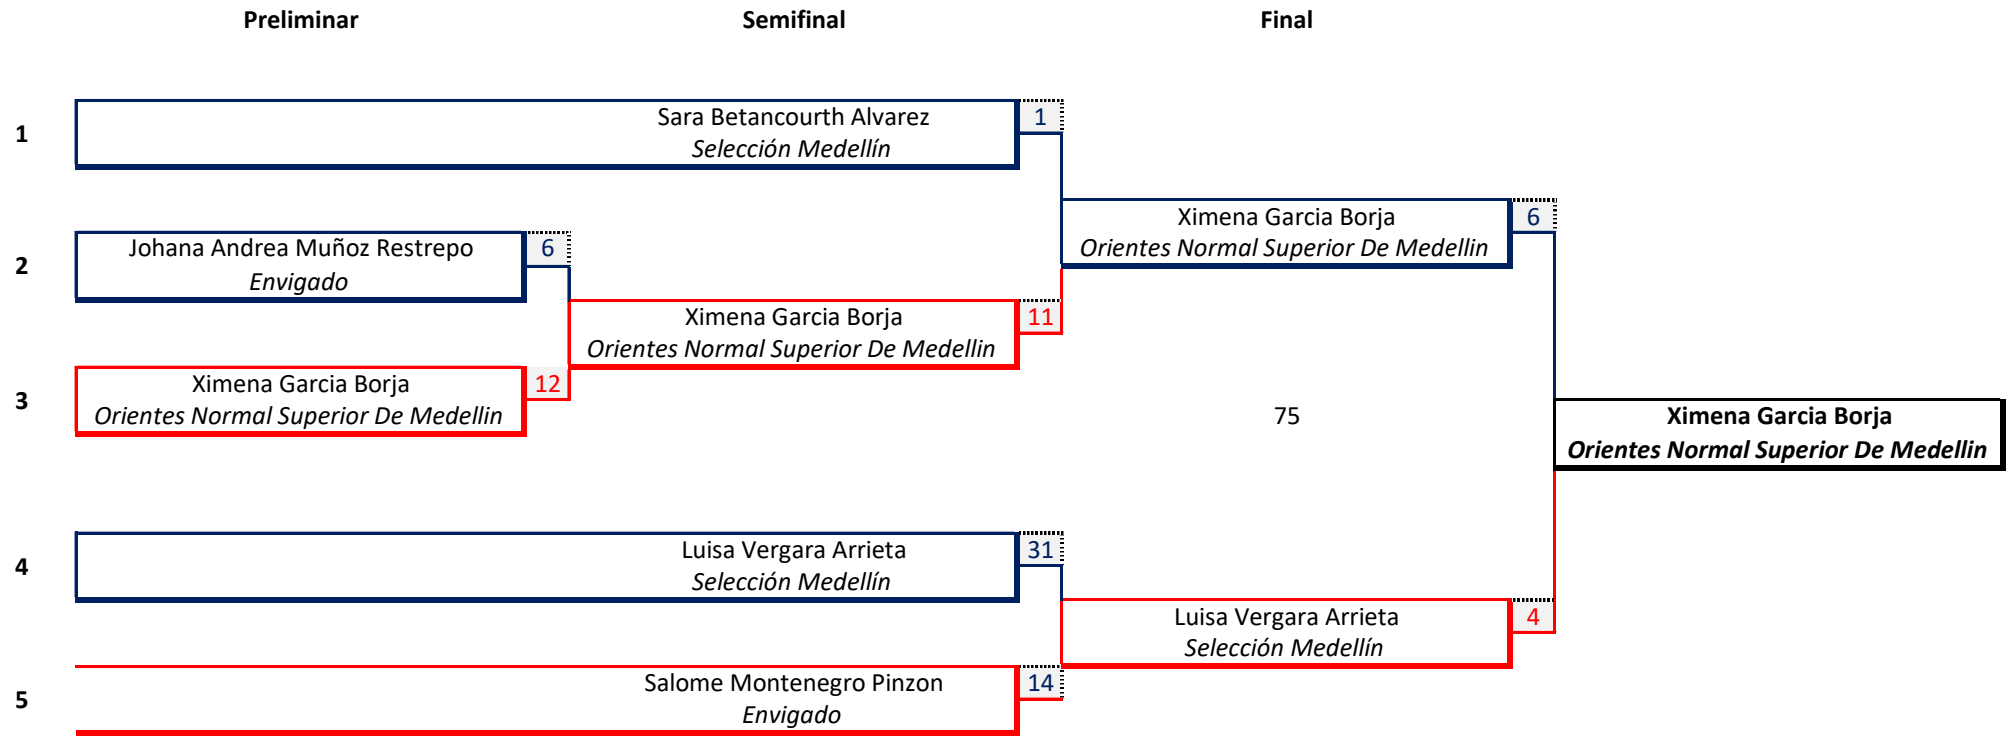 Preliminar Semifinal Final
1
Sara Betancourth Alvarez 1
Selección Medellín
Ximena Garcia Borja 6
Orientes Normal Superior De Medellin
2
Johana Andrea Muñoz Restrepo 6
Envigado
Ximena Garcia Borja 11
Orientes Normal Superior De Medellin
3
Ximena Garcia Borja 12
Orientes Normal Superior De Medellin
75
Ximena Garcia Borja
Orientes Normal Superior De Medellin
4
Luisa Vergara Arrieta 31
Selección Medellín
Luisa Vergara Arrieta 4
Selección Medellín
5
Salome Montenegro Pinzon 14
Envigado